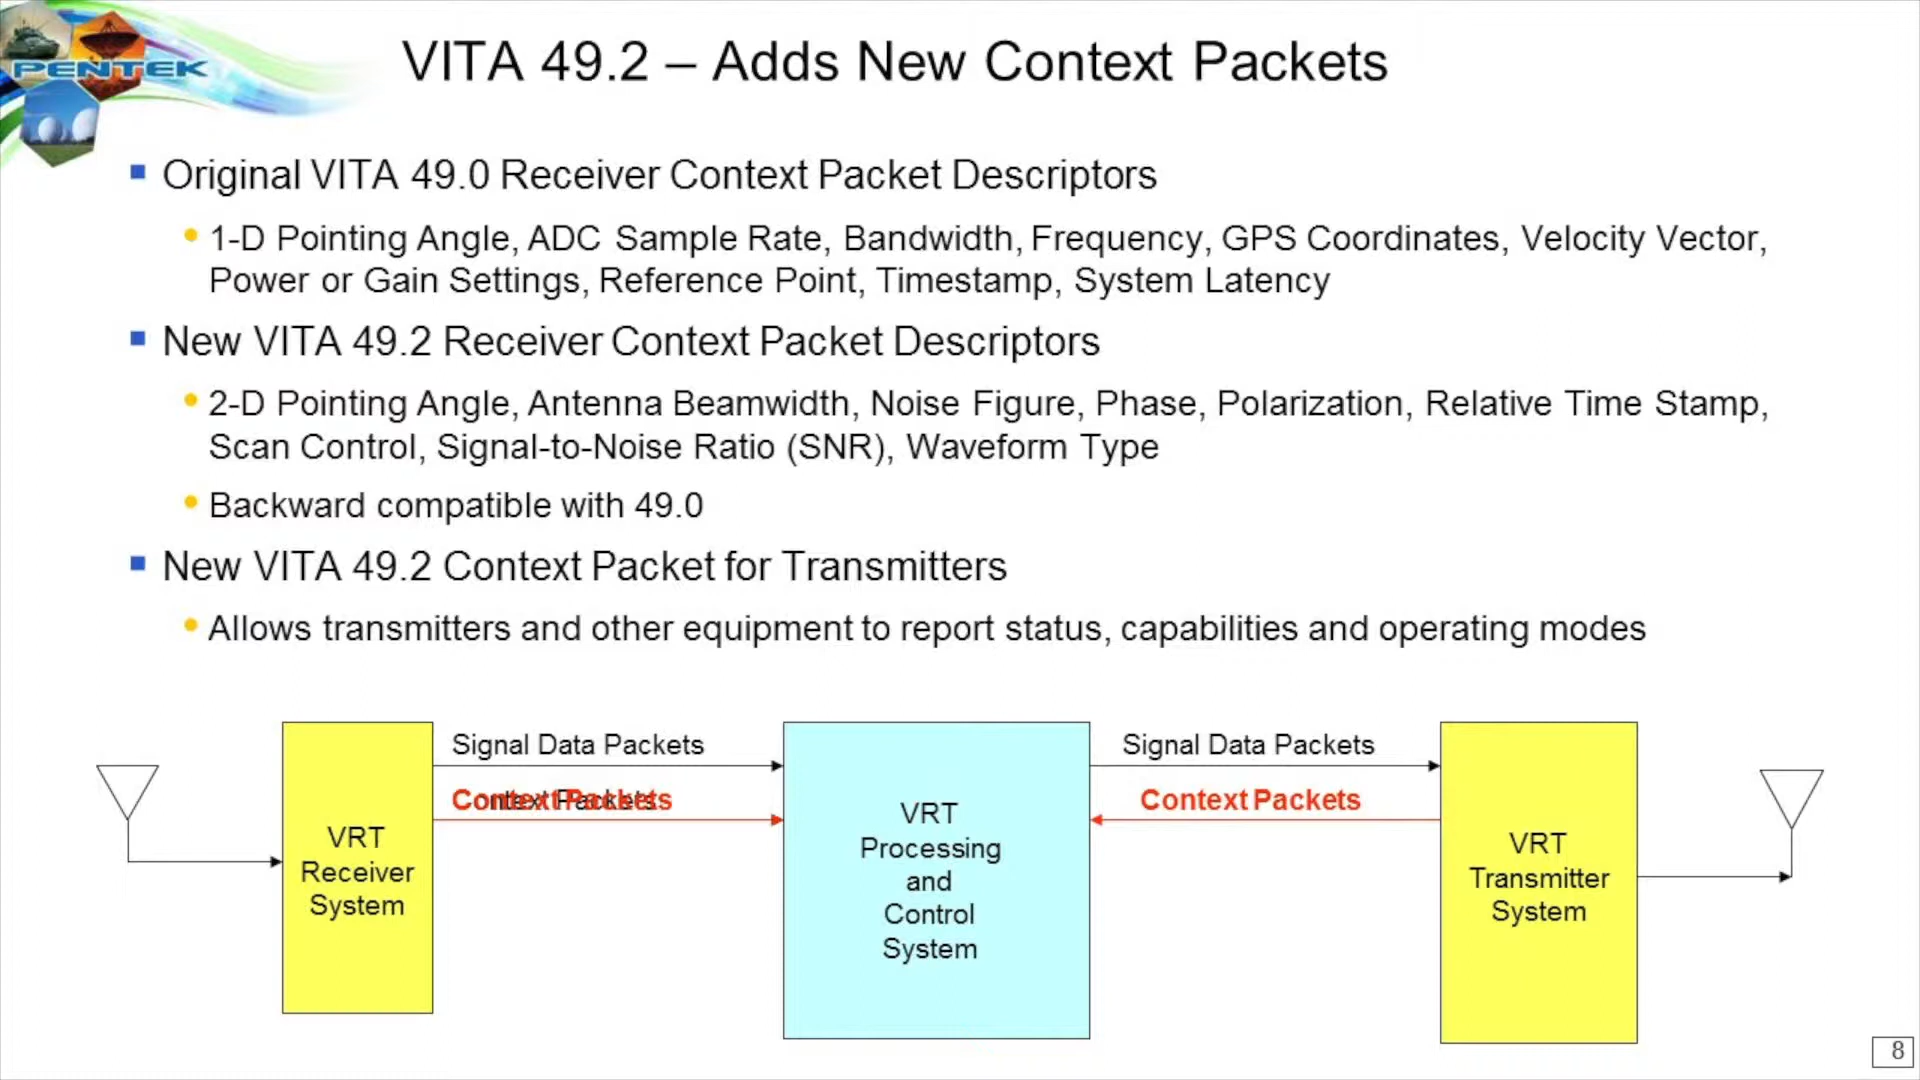 PENTEK
VITA 49.2 – Adds New Context Packets
Original VITA 49.0 Receiver Context Packet Descriptors
1-D Pointing Angle, ADC Sample Rate, Bandwidth, Frequency, GPS Coordinates, Velocity Vector,
Power or Gain Settings, Reference Point, Timestamp, System Latency
New VITA 49.2 Receiver Context Packet Descriptors
2-D Pointing Angle, Antenna Beamwidth, Noise Figure, Phase, Polarization, Relative Time Stamp,
Scan Control, Signal-to-Noise Ratio (SNR), Waveform Type
Backward compatible with 49.0
New VITA 49.2 Context Packet for Transmitters
Allows transmitters and other equipment to report status, capabilities and operating modes
VRT
Receiver
System
Signal Data Packets
Context Packets
Context Packets
VRT
Processing
and
Control
System
Signal Data Packets
Context Packets
VRT
Transmitter
System
8